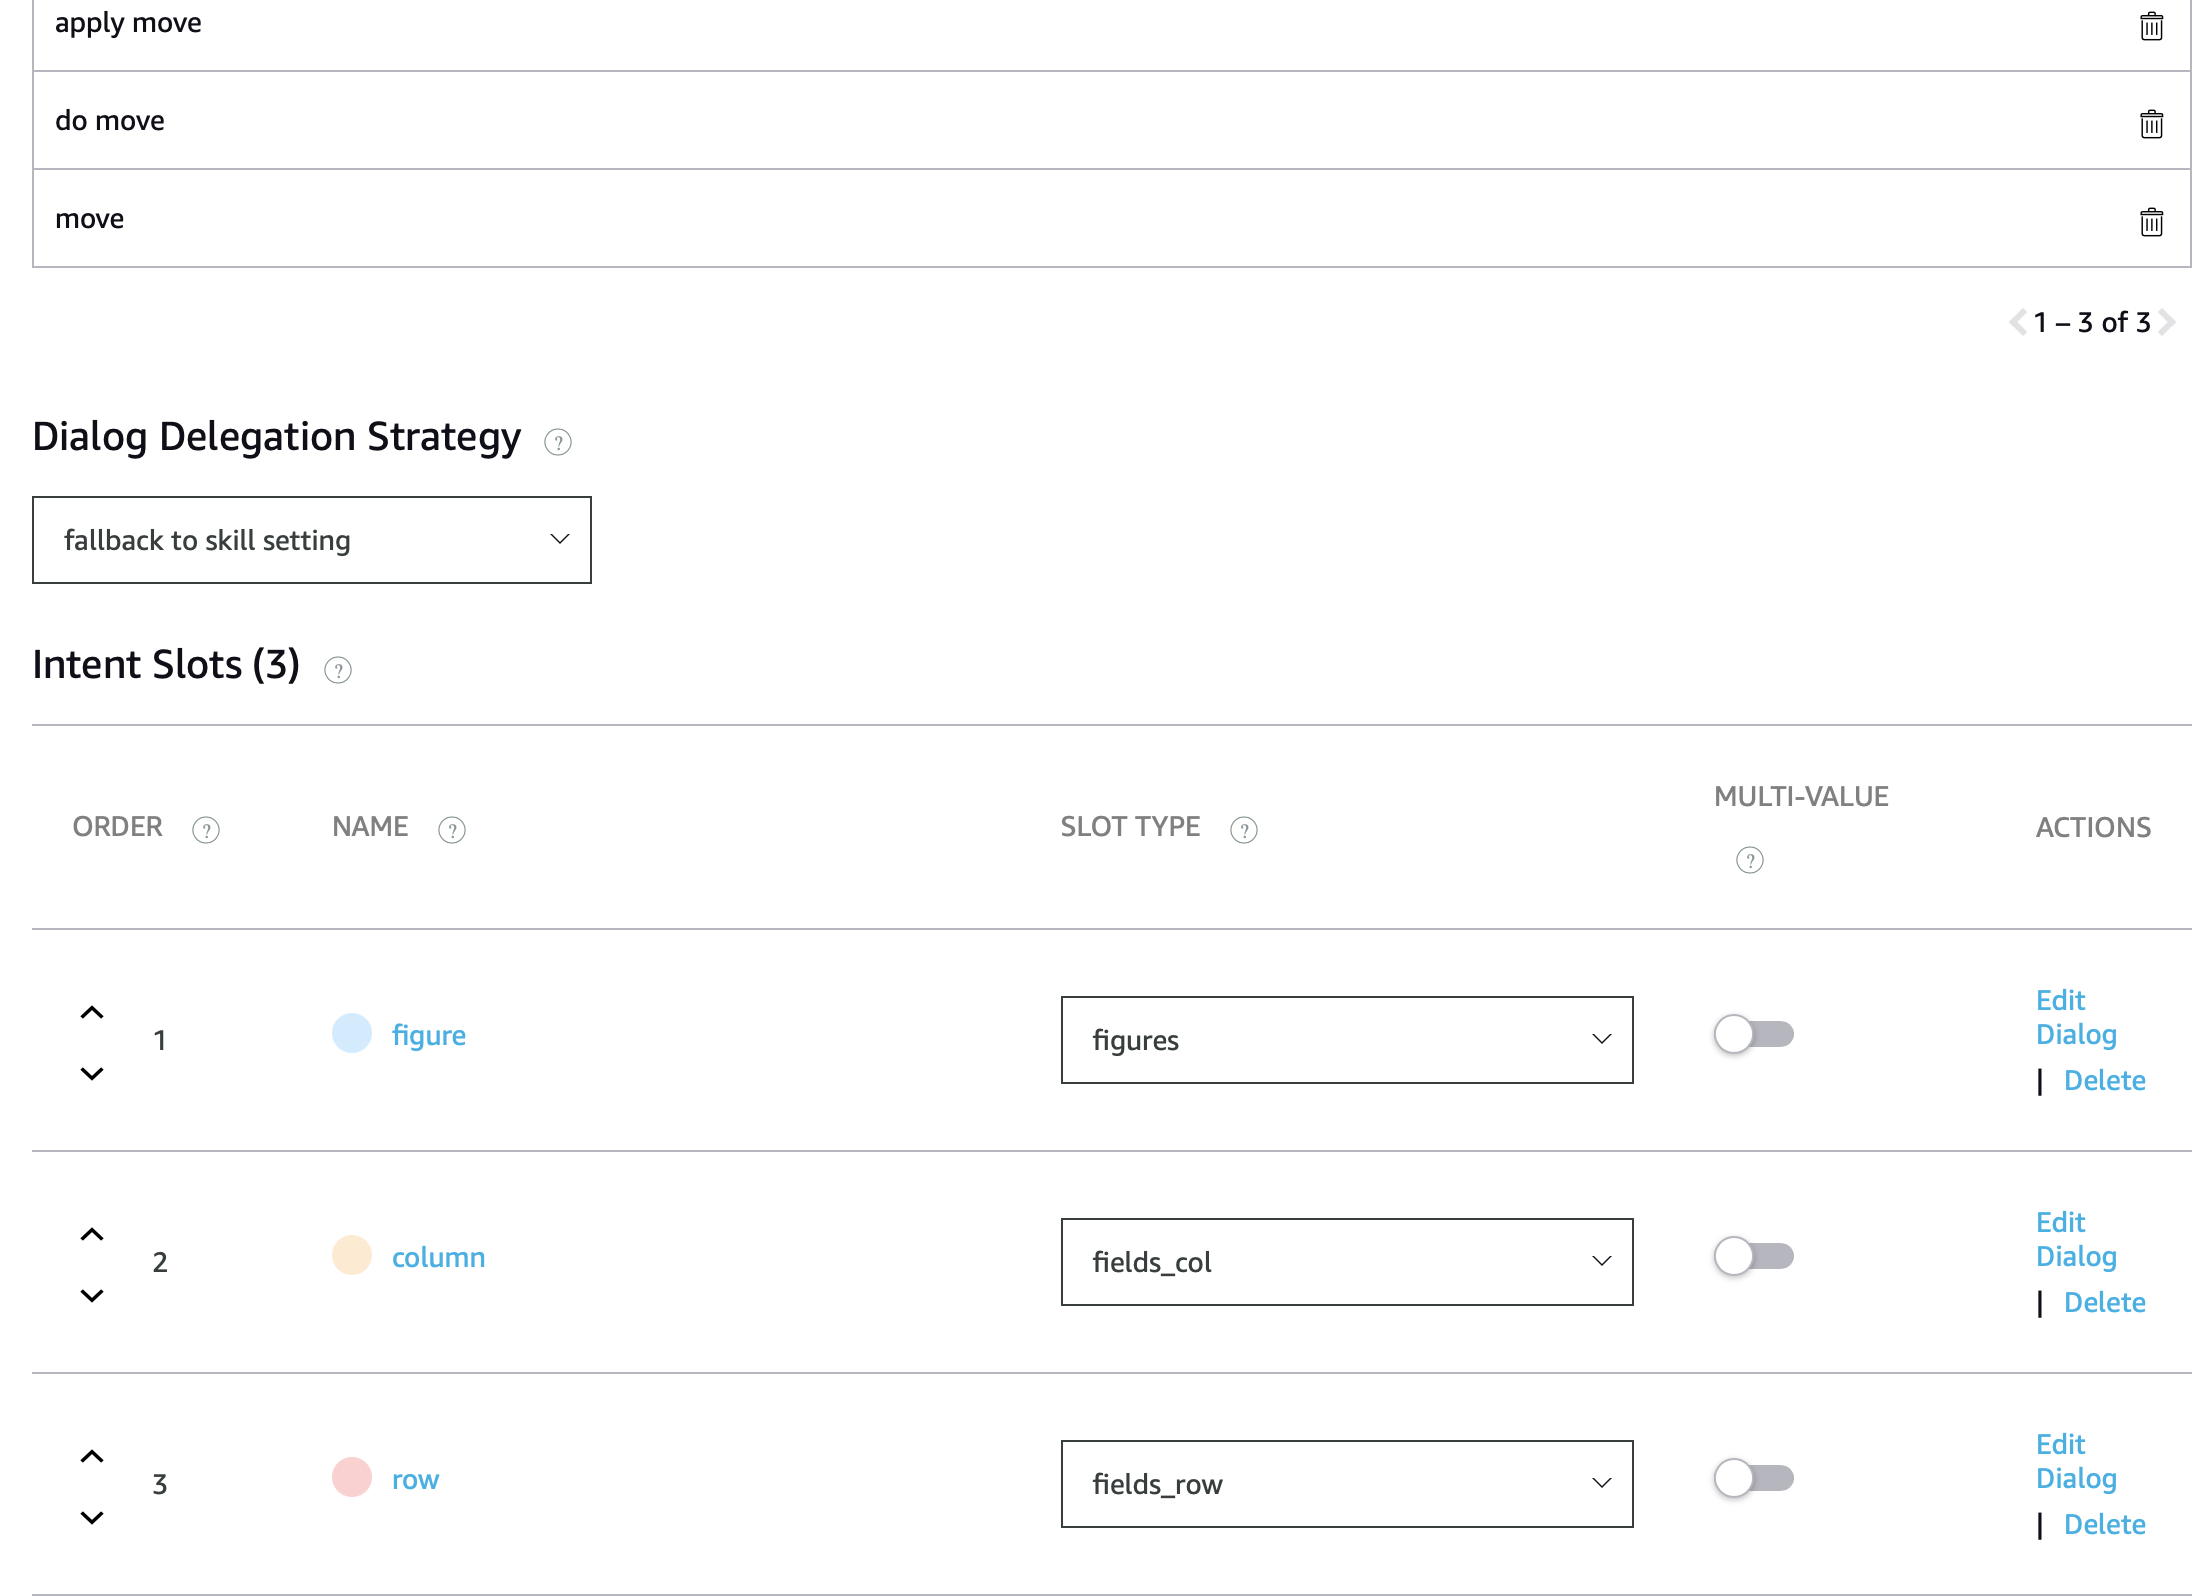 apply move
do move
move
1 – 3 of 3
Dialog Delegation Strategy ?
fallback to skill setting
Intent Slots (3) ?
ORDER ? NAME ? SLOT TYPE ? MULTI-VALUE ? ACTIONS
1 figure figures Edit Dialog | Delete
2 column fields_col Edit Dialog | Delete
3 row fields_row Edit Dialog | Delete